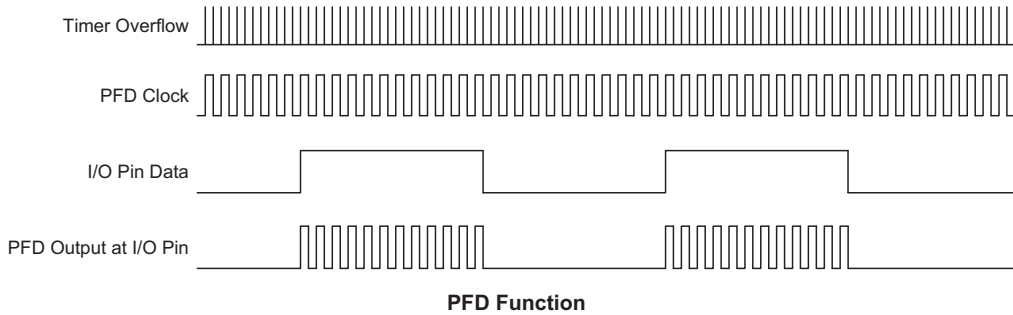 Timer Overflow
PFD Clock
I/O Pin Data
PFD Output at I/O Pin
PFD Function